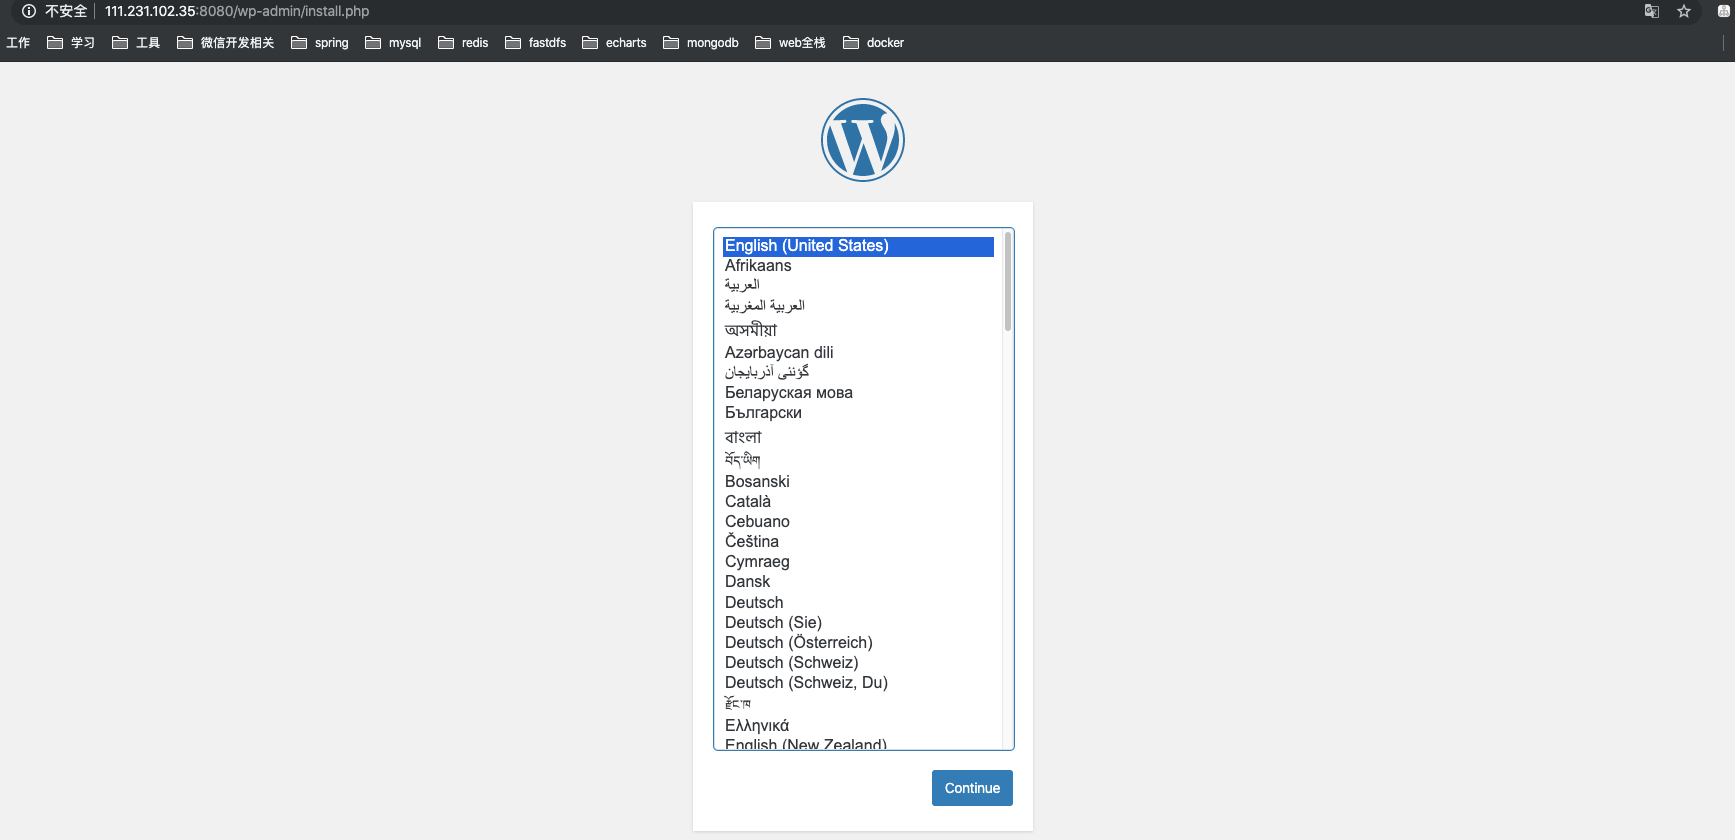 不安全 111.231.102.35:8080/wp-admin/install.php
工作 学习 工具 微信开发相关 spring mysql redis fastdfs echarts mongodb web全栈 docker
English (United States)
Afrikaans
العربية
العربية المغربية
অসমীয়া
Azərbaycan dili
گؤنئی آذربایجان
Беларуская мова
Български
বাংলা
བོད་ཡིག
Bosanski
Català
Cebuano
Čeština
Cymraeg
Dansk
Deutsch
Deutsch (Sie)
Deutsch (Österreich)
Deutsch (Schweiz)
Deutsch (Schweiz, Du)
རྫོང་ཁ
Ελληνικά
English (New Zealand)
Continue